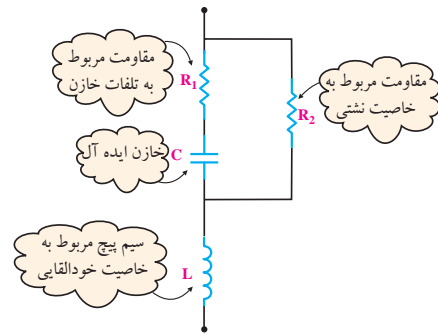 مقاومت مربوط
به تلفات خازن
R₁
مقاومت مربوط به
خاصیت نشتی
R₂
خازن ایده آل
C
سیم پیچ مربوط به
خاصیت خودالقایی
L